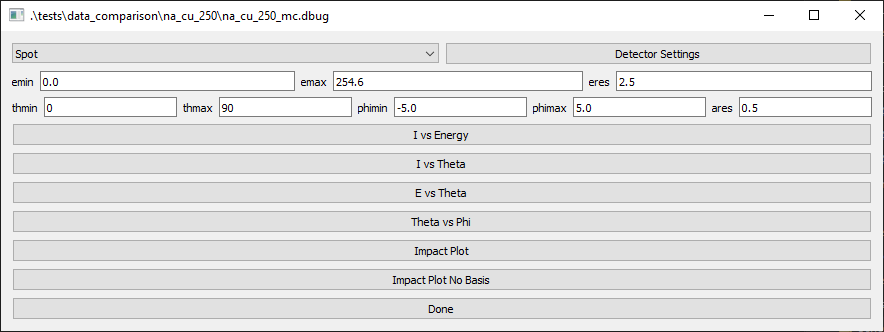 .\tests\data_comparison\na_cu_250\na_cu_250_mc.dbug
Spot Detector Settings
emin 0.0 emax 254.6 eres 2.5
thmin 0 thmax 90 phimin -5.0 phimax 5.0 ares 0.5
I vs Energy
I vs Theta
E vs Theta
Theta vs Phi
Impact Plot
Impact Plot No Basis
Done